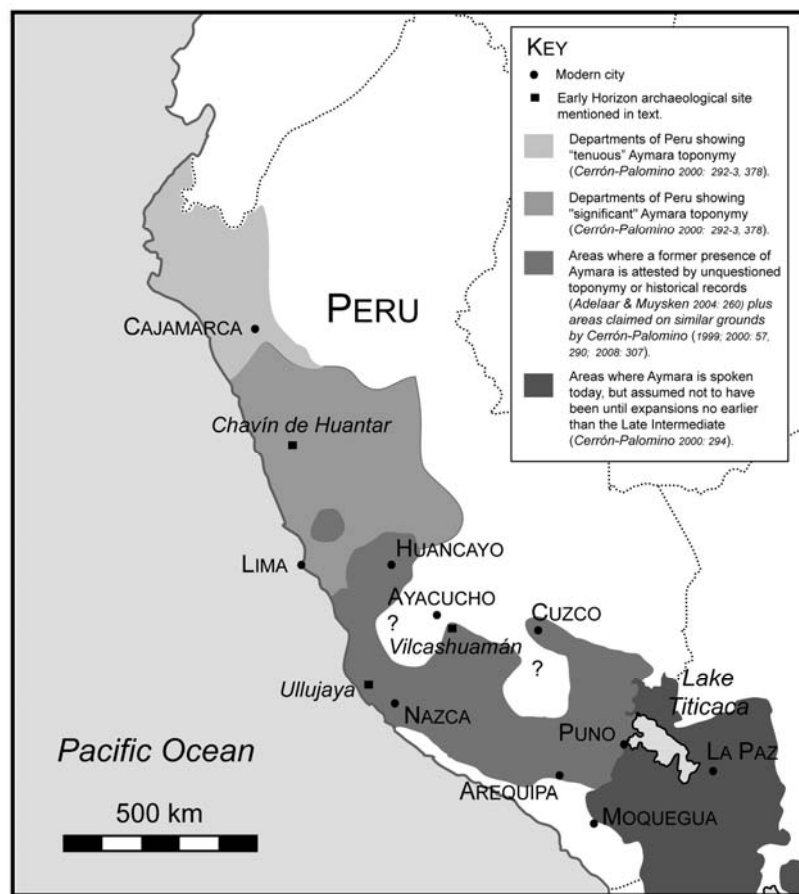 KEY
Modern city
Early Horizon archaeological site
mentioned in text.
Departments of Peru showing
“tenuous” Aymara toponymy
(Cerrón-Palomino 2000: 292-3, 378).
Departments of Peru showing
"significant" Aymara toponymy
(Cerrón-Palomino 2000: 292-3, 378).
Areas where a former presence of
Aymara is attested by unquestioned
toponymy or historical records
(Adelaar & Muysken 2004: 260) plus
areas claimed on similar grounds
by Cerrón-Palomino (1999; 2000: 57,
290; 2008: 307).
Areas where Aymara is spoken
today, but assumed not to have
been until expansions no earlier
than the Late Intermediate
(Cerrón-Palomino 2000: 294).
PERU
CAJAMARCA
Chavín de Huantar
LIMA
HUANCAYO
AYACUCHO
?
Vilcashuamán
CUZCO
?
Ullujaya
NAZCA
Lake
Titicaca
PUNO
LA PAZ
AREQUIPA
MOQUEGUA
Pacific Ocean
500 km